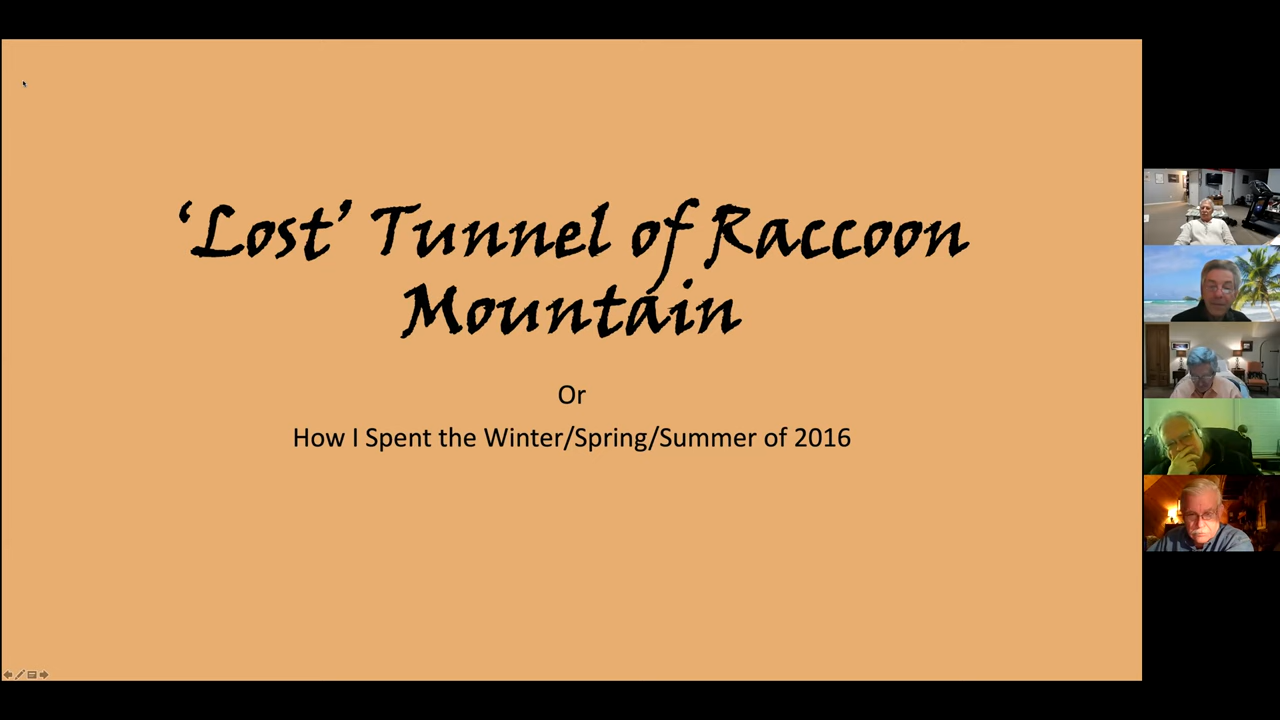 ‘Lost’ Tunnel of Raccoon
Mountain
Or
How I Spent the Winter/Spring/Summer of 2016